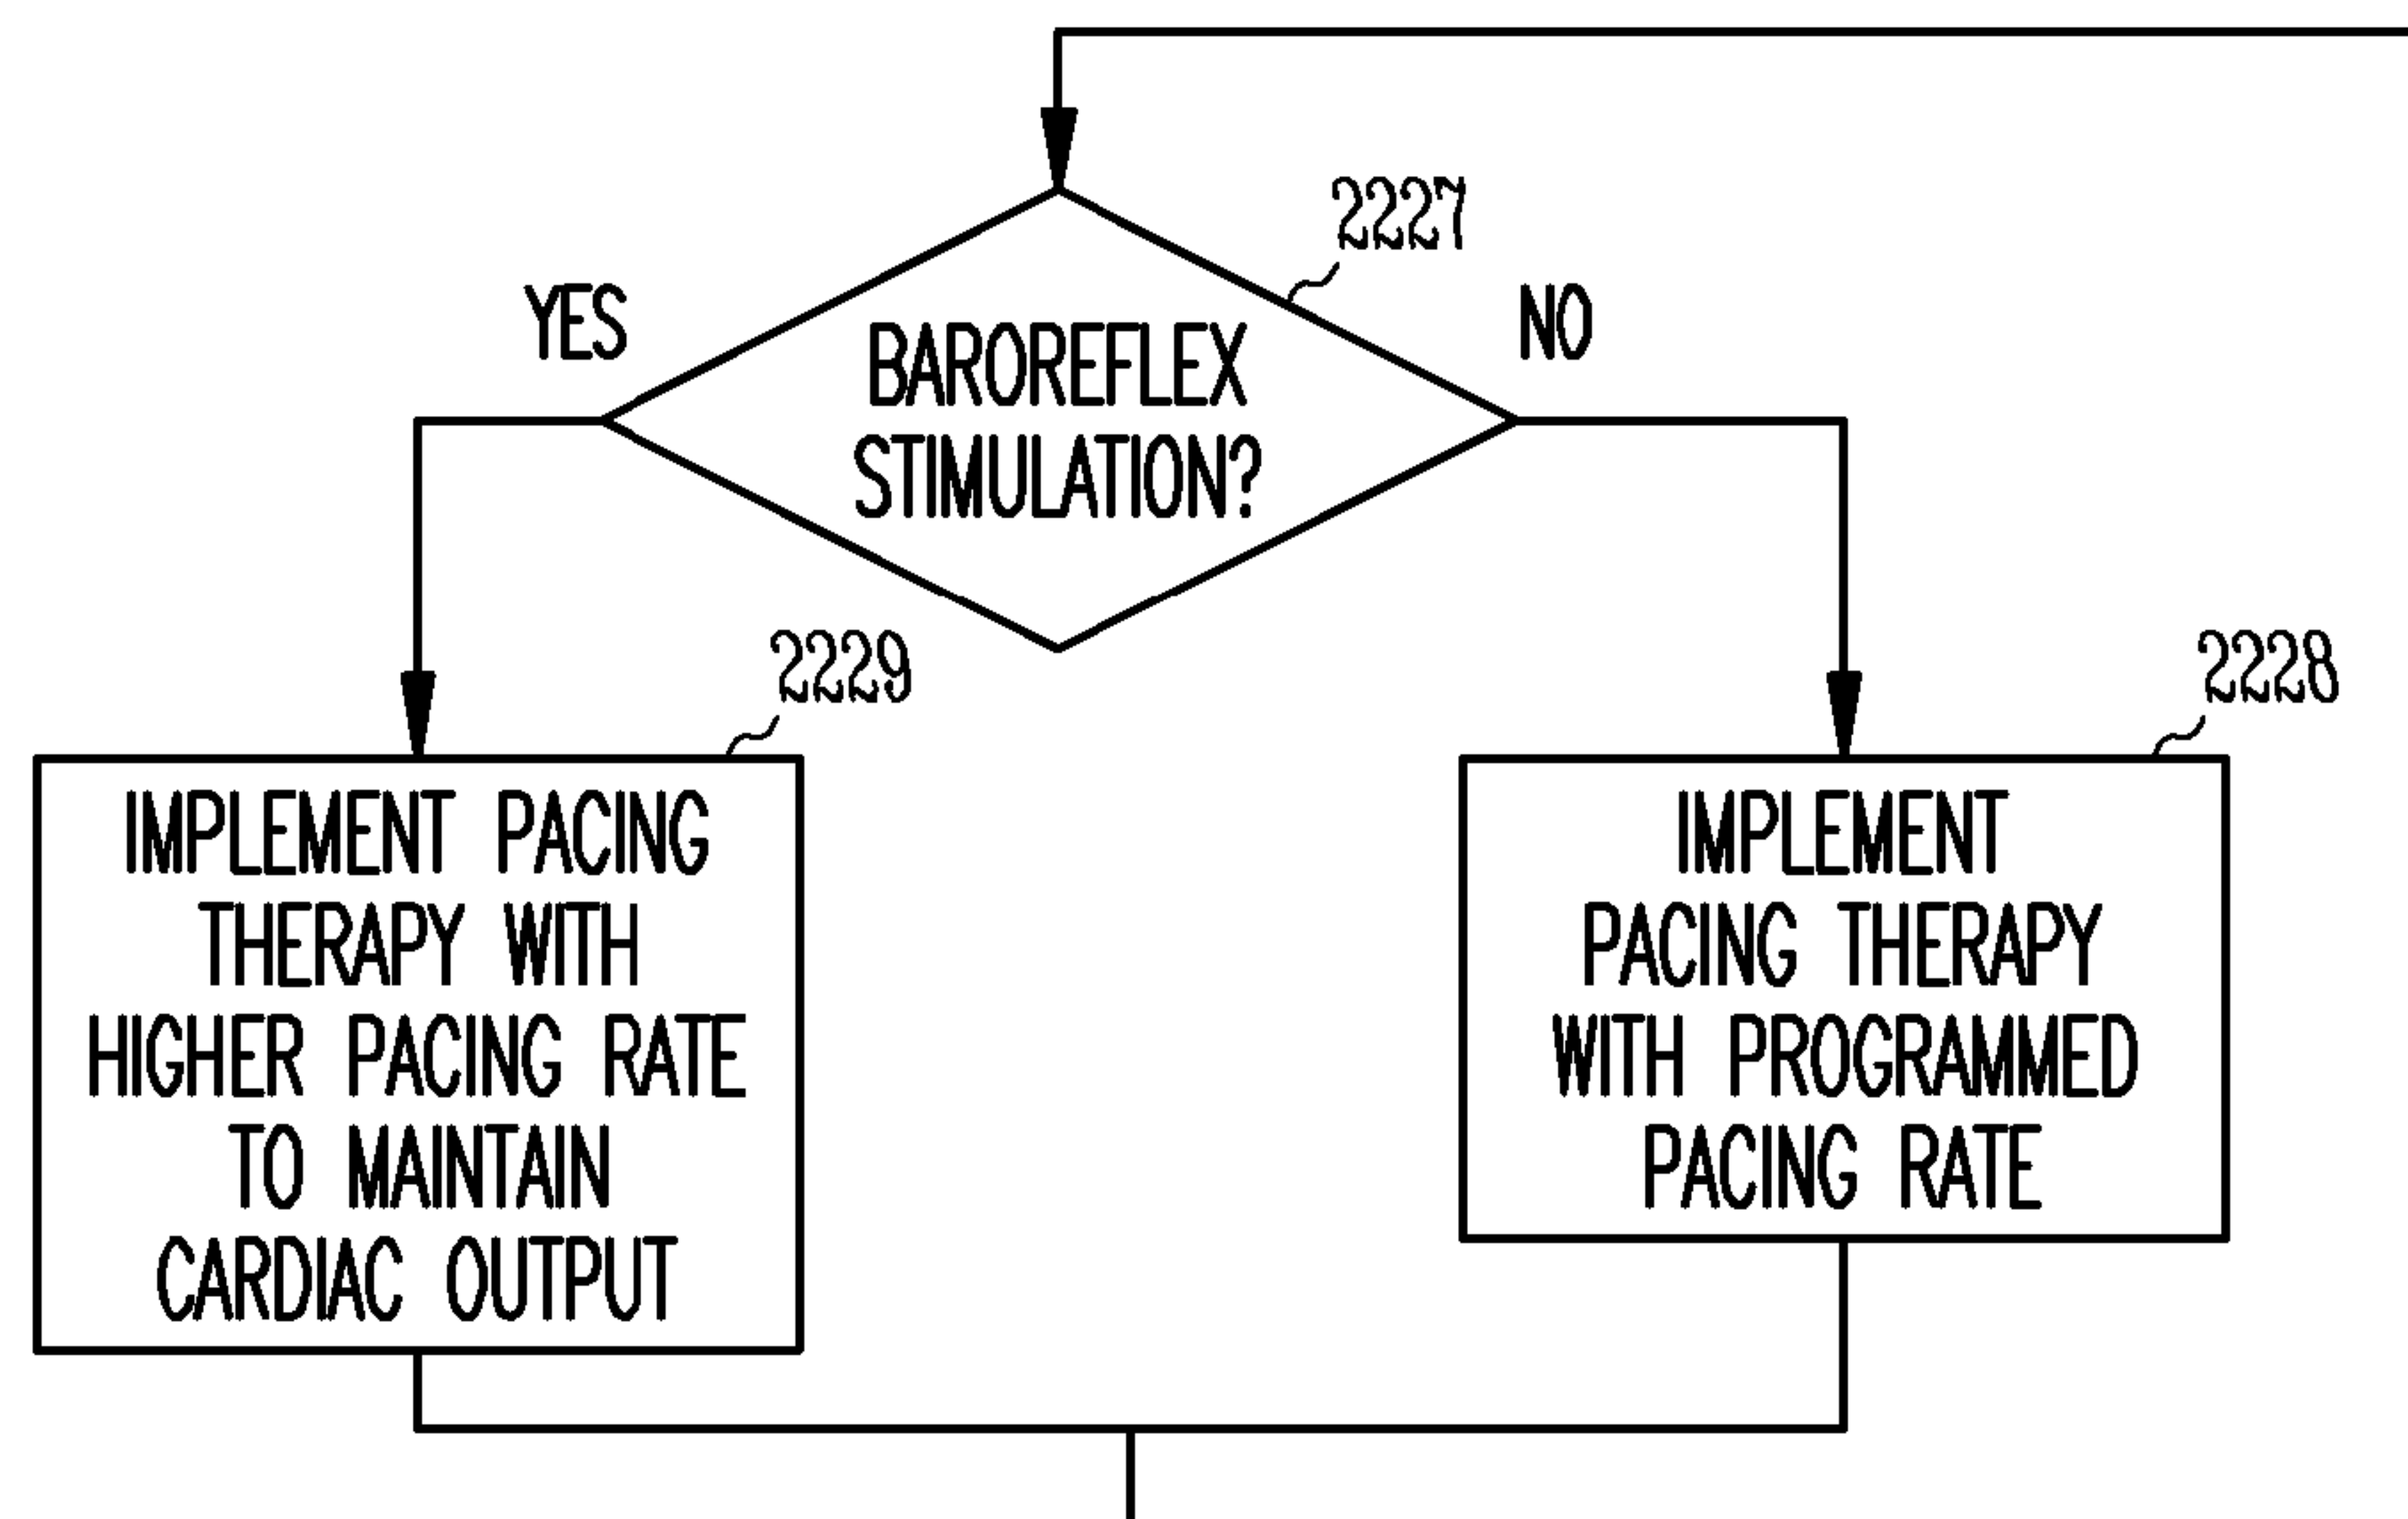 2227
YES
NO
BAROREFLEX
STIMULATION?
2229
2228
IMPLEMENT PACING
THERAPY WITH
HIGHER PACING RATE
TO MAINTAIN
CARDIAC OUTPUT
IMPLEMENT
PACING THERAPY
WITH PROGRAMMED
PACING RATE